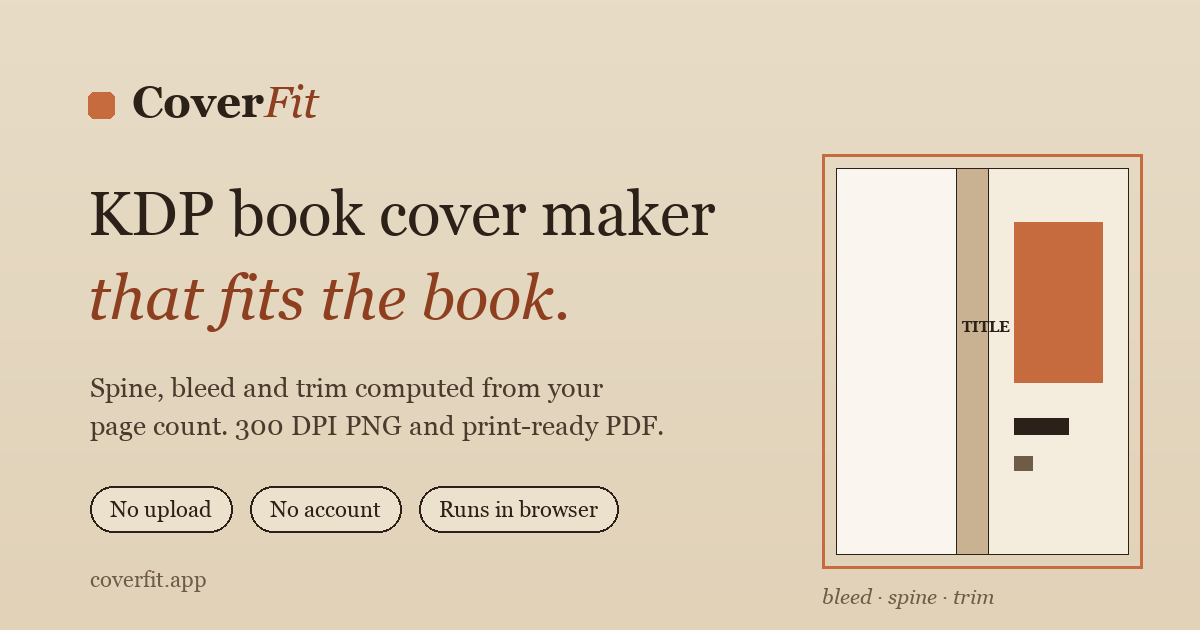 CoverFit
KDP book cover maker
that fits the book.
Spine, bleed and trim computed from your
page count. 300 DPI PNG and print-ready PDF.
No upload
No account
Runs in browser
coverfit.app
TITLE
bleed · spine · trim